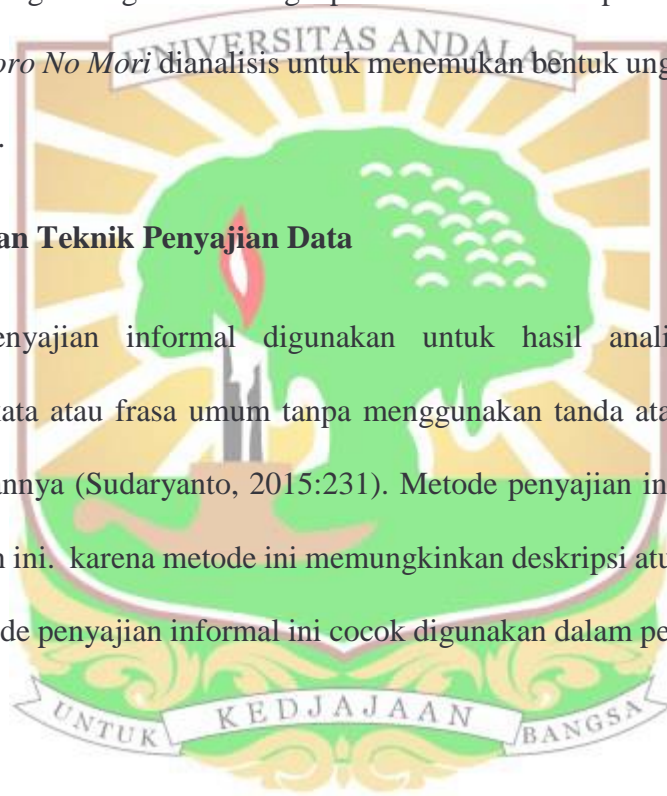 UNIVERSITAS ANDALAS
No Mori dianalisis untuk menemukan bentuk
an Teknik Penyajian Data
enyajian informal digunakan untuk hasil anali
ata atau frasa umum tanpa menggunakan tanda ata
annya (Sudaryanto, 2015:231). Metode penyajian in
n ini. karena metode ini memungkinkan deskripsi atu
de penyajian informal ini cocok digunakan dalam pe
UNTUK KEDJAJAAN BANGSA